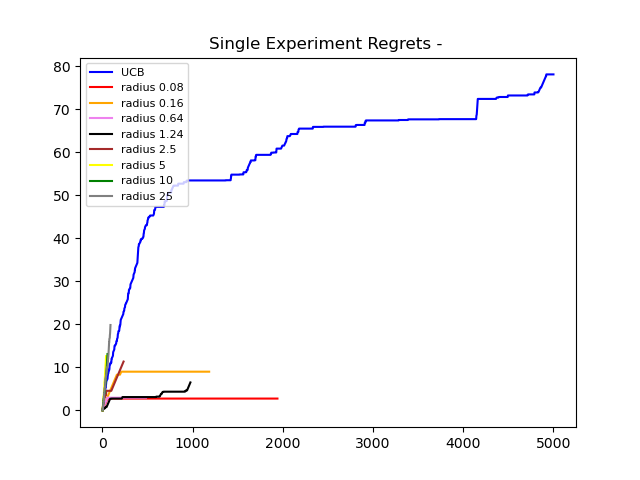 Single Experiment Regrets -
80
70
60
50
40
30
20
10
0
UCB
radius 0.08
radius 0.16
radius 0.64
radius 1.24
radius 2.5
radius 5
radius 10
radius 25
0 1000 2000 3000 4000 5000